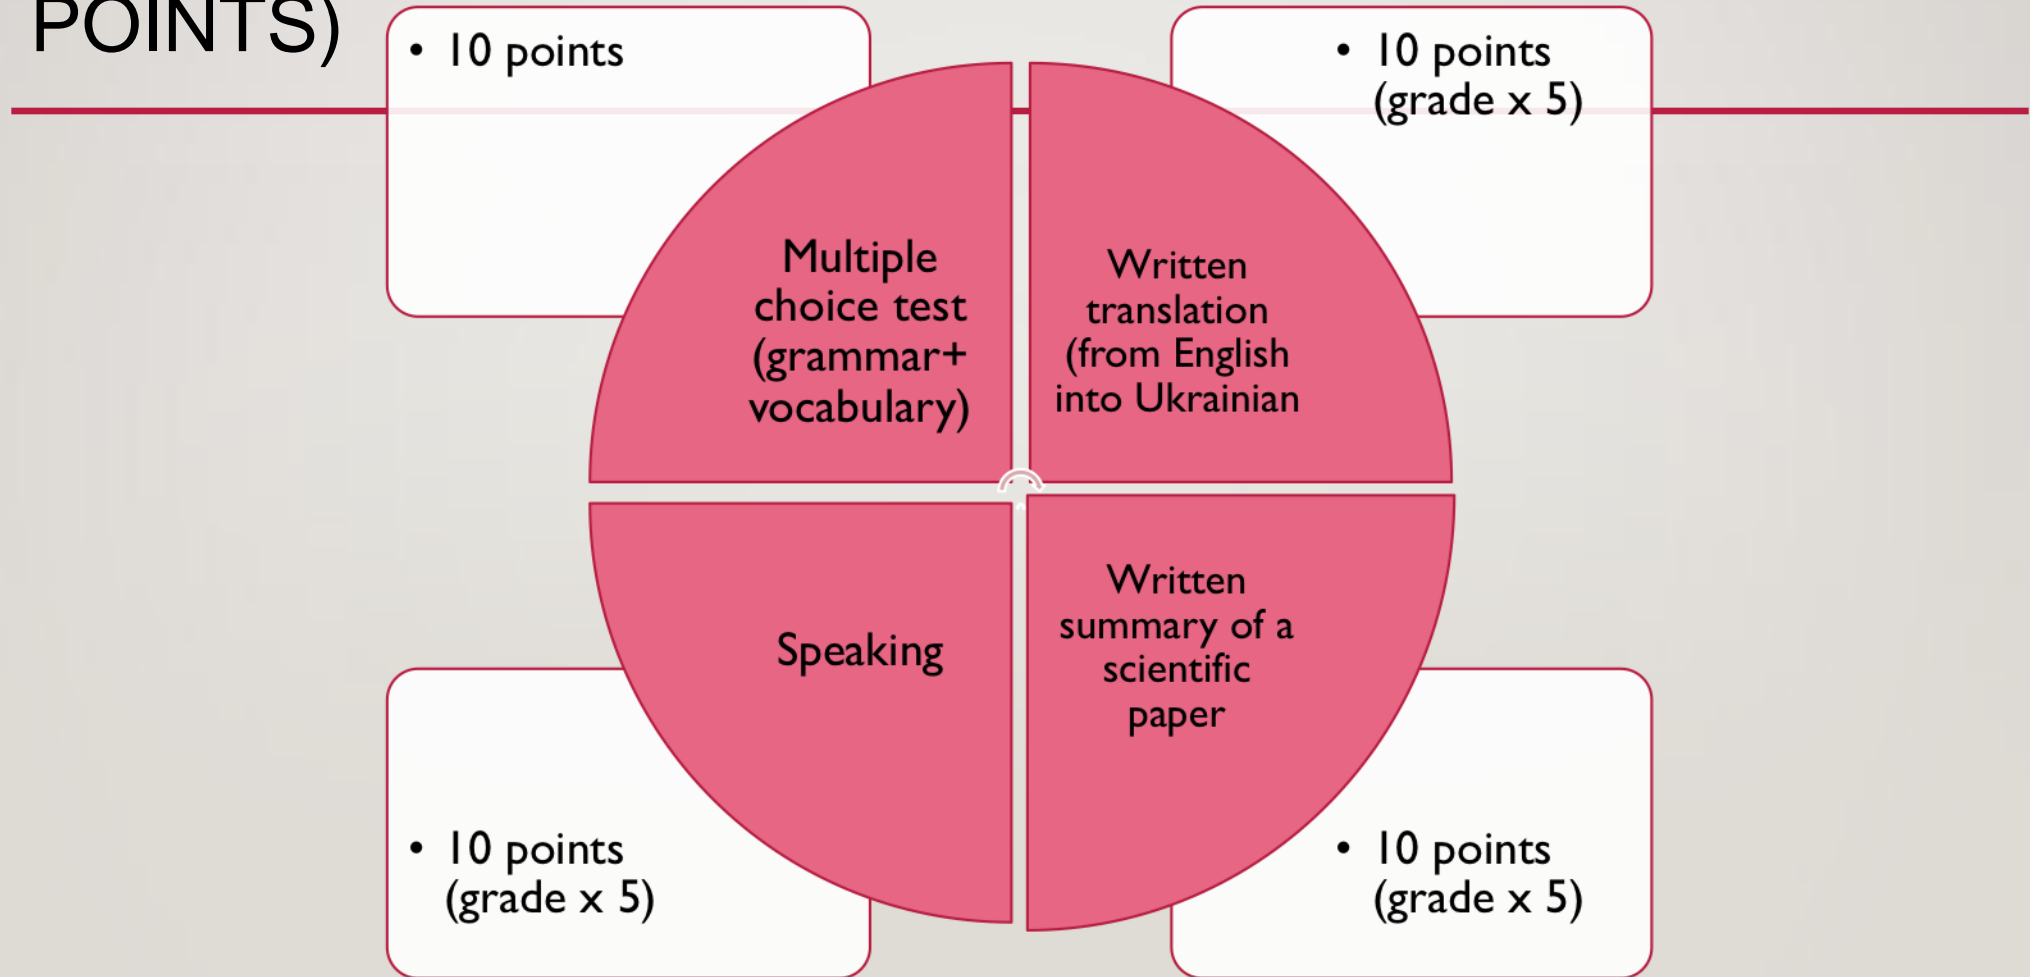 POINTS)
• 10 points
• 10 points
(grade x 5)
Multiple
choice test
(grammar+
vocabulary)
Written
translation
(from English
into Ukrainian
Speaking
Written
summary of a
scientific
paper
• 10 points
(grade x 5)
• 10 points
(grade x 5)